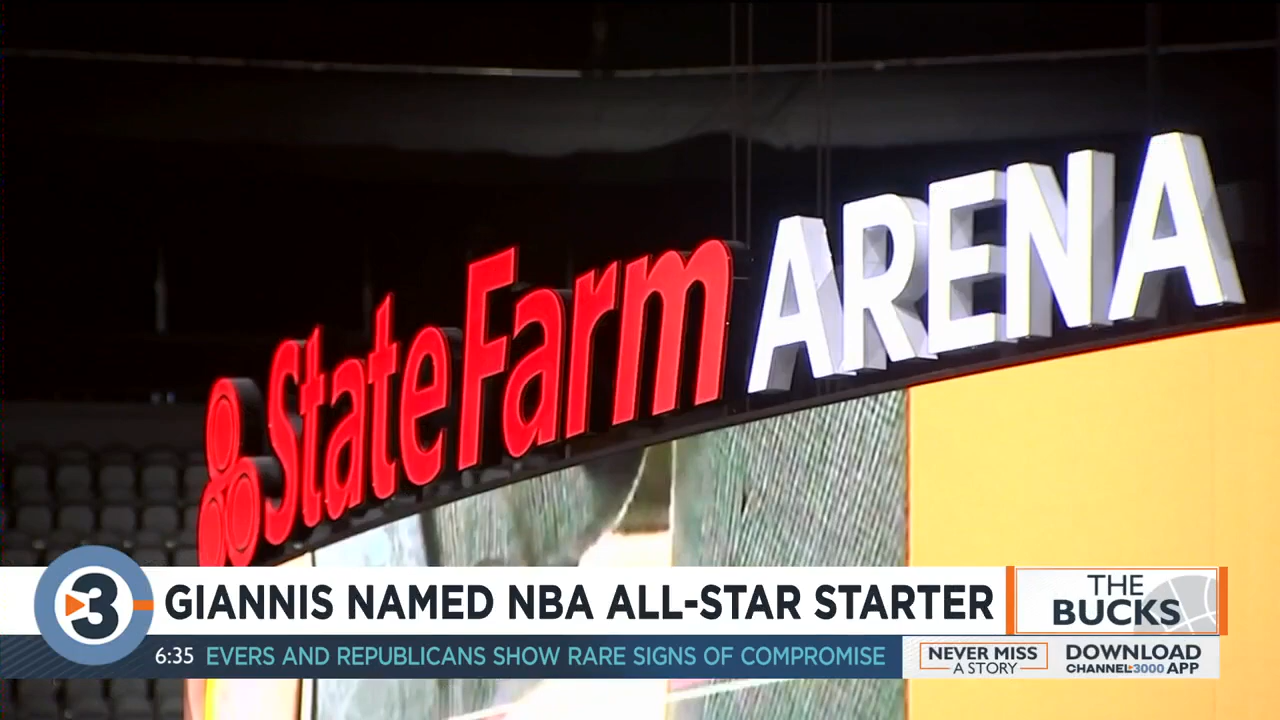 State Farm ARENA
3
GIANNIS NAMED NBA ALL-STAR STARTER
THE
BUCKS
6:35 EVERS AND REPUBLICANS SHOW RARE SIGNS OF COMPROMISE
NEVER MISS
A STORY
DOWNLOAD
CHANNEL3000 APP